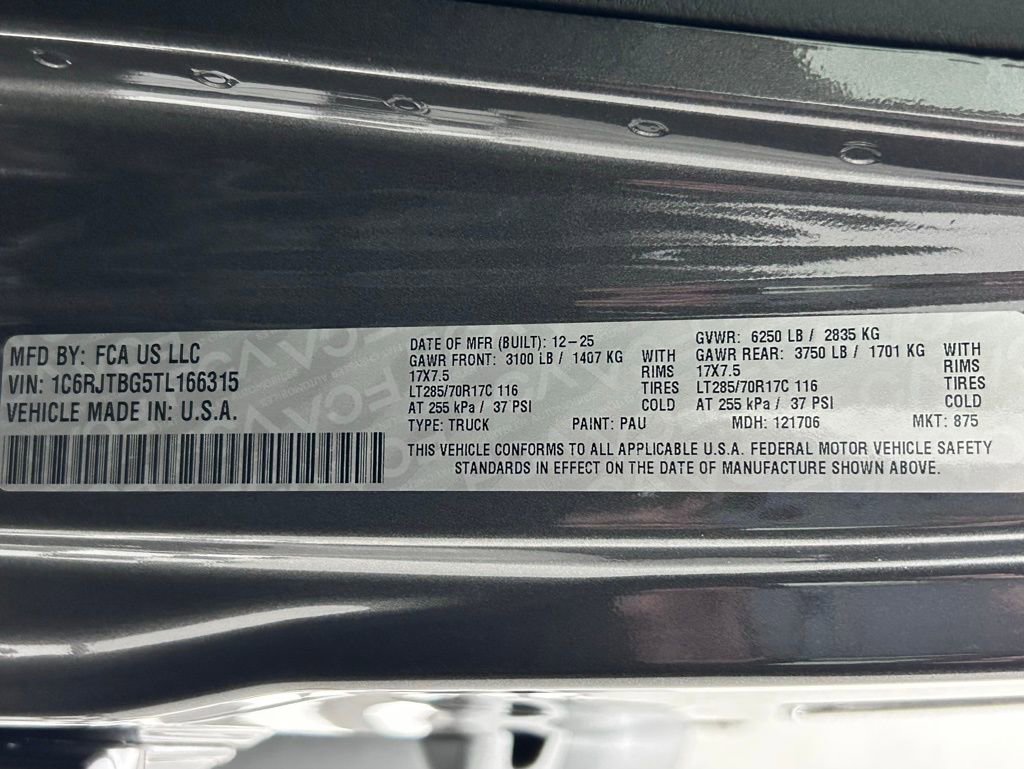 MFD BY: FCA US LLC
VIN: 1C6RJTBG5TL166315
VEHICLE MADE IN: U.S.A.
DATE OF MFR (BUILT): 12-25
GAWR FRONT: 3100 LB / 1407 KG WITH
17X7.5 RIMS
LT285/70R17C 116 TIRES
AT 255 kPa / 37 PSI COLD
GVWR: 6250 LB / 2835 KG
GAWR REAR: 3750 LB / 1701 KG WITH
17X7.5 RIMS
LT285/70R17C 116 TIRES
AT 255 kPa / 37 PSI COLD
TYPE: TRUCK PAINT: PAU MDH: 121706 MKT: 875
THIS VEHICLE CONFORMS TO ALL APPLICABLE U.S.A. FEDERAL MOTOR VEHICLE SAFETY
STANDARDS IN EFFECT ON THE DATE OF MANUFACTURE SHOWN ABOVE.